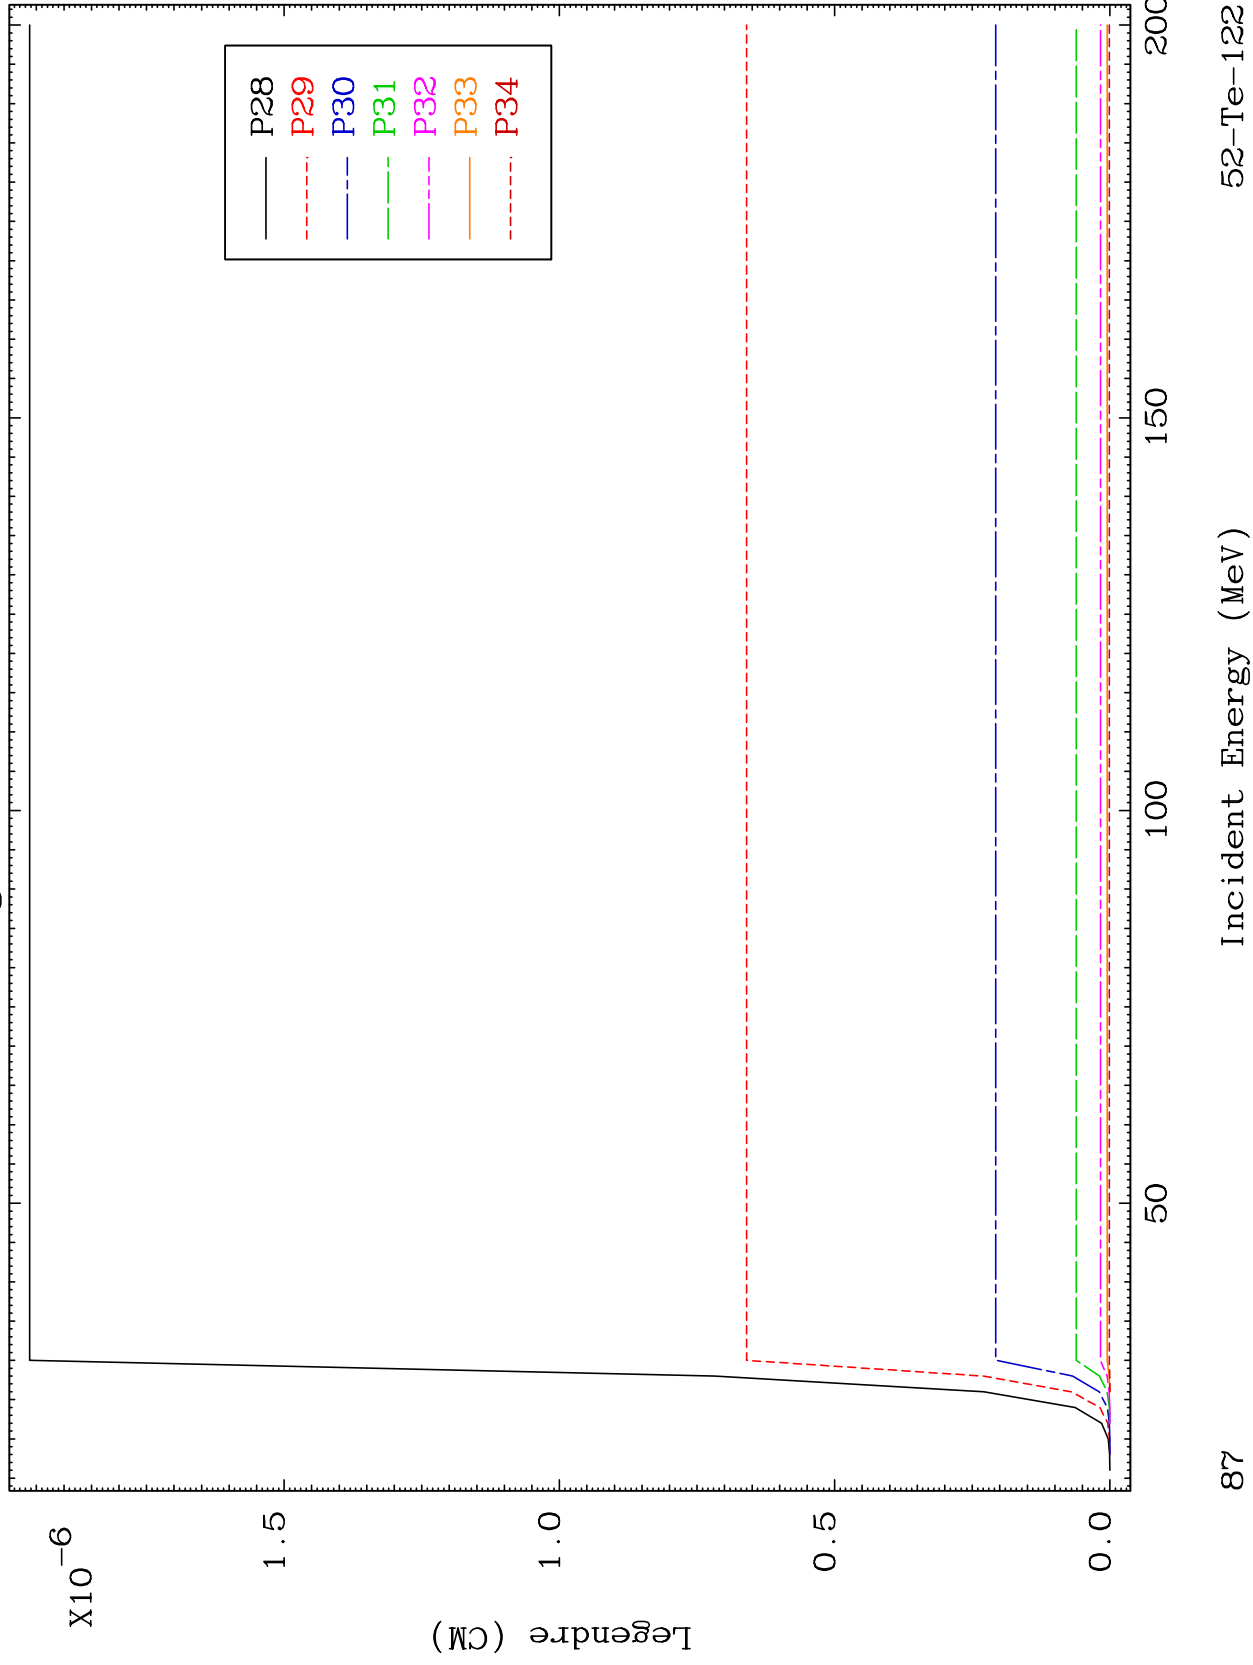 X10-6
Legendre (CM)
1.5
1.0
0.5
0.0
P28
P29
P30
P31
P32
P33
P34
50
100
150
200
87
Incident Energy (MeV)
52-Te-122